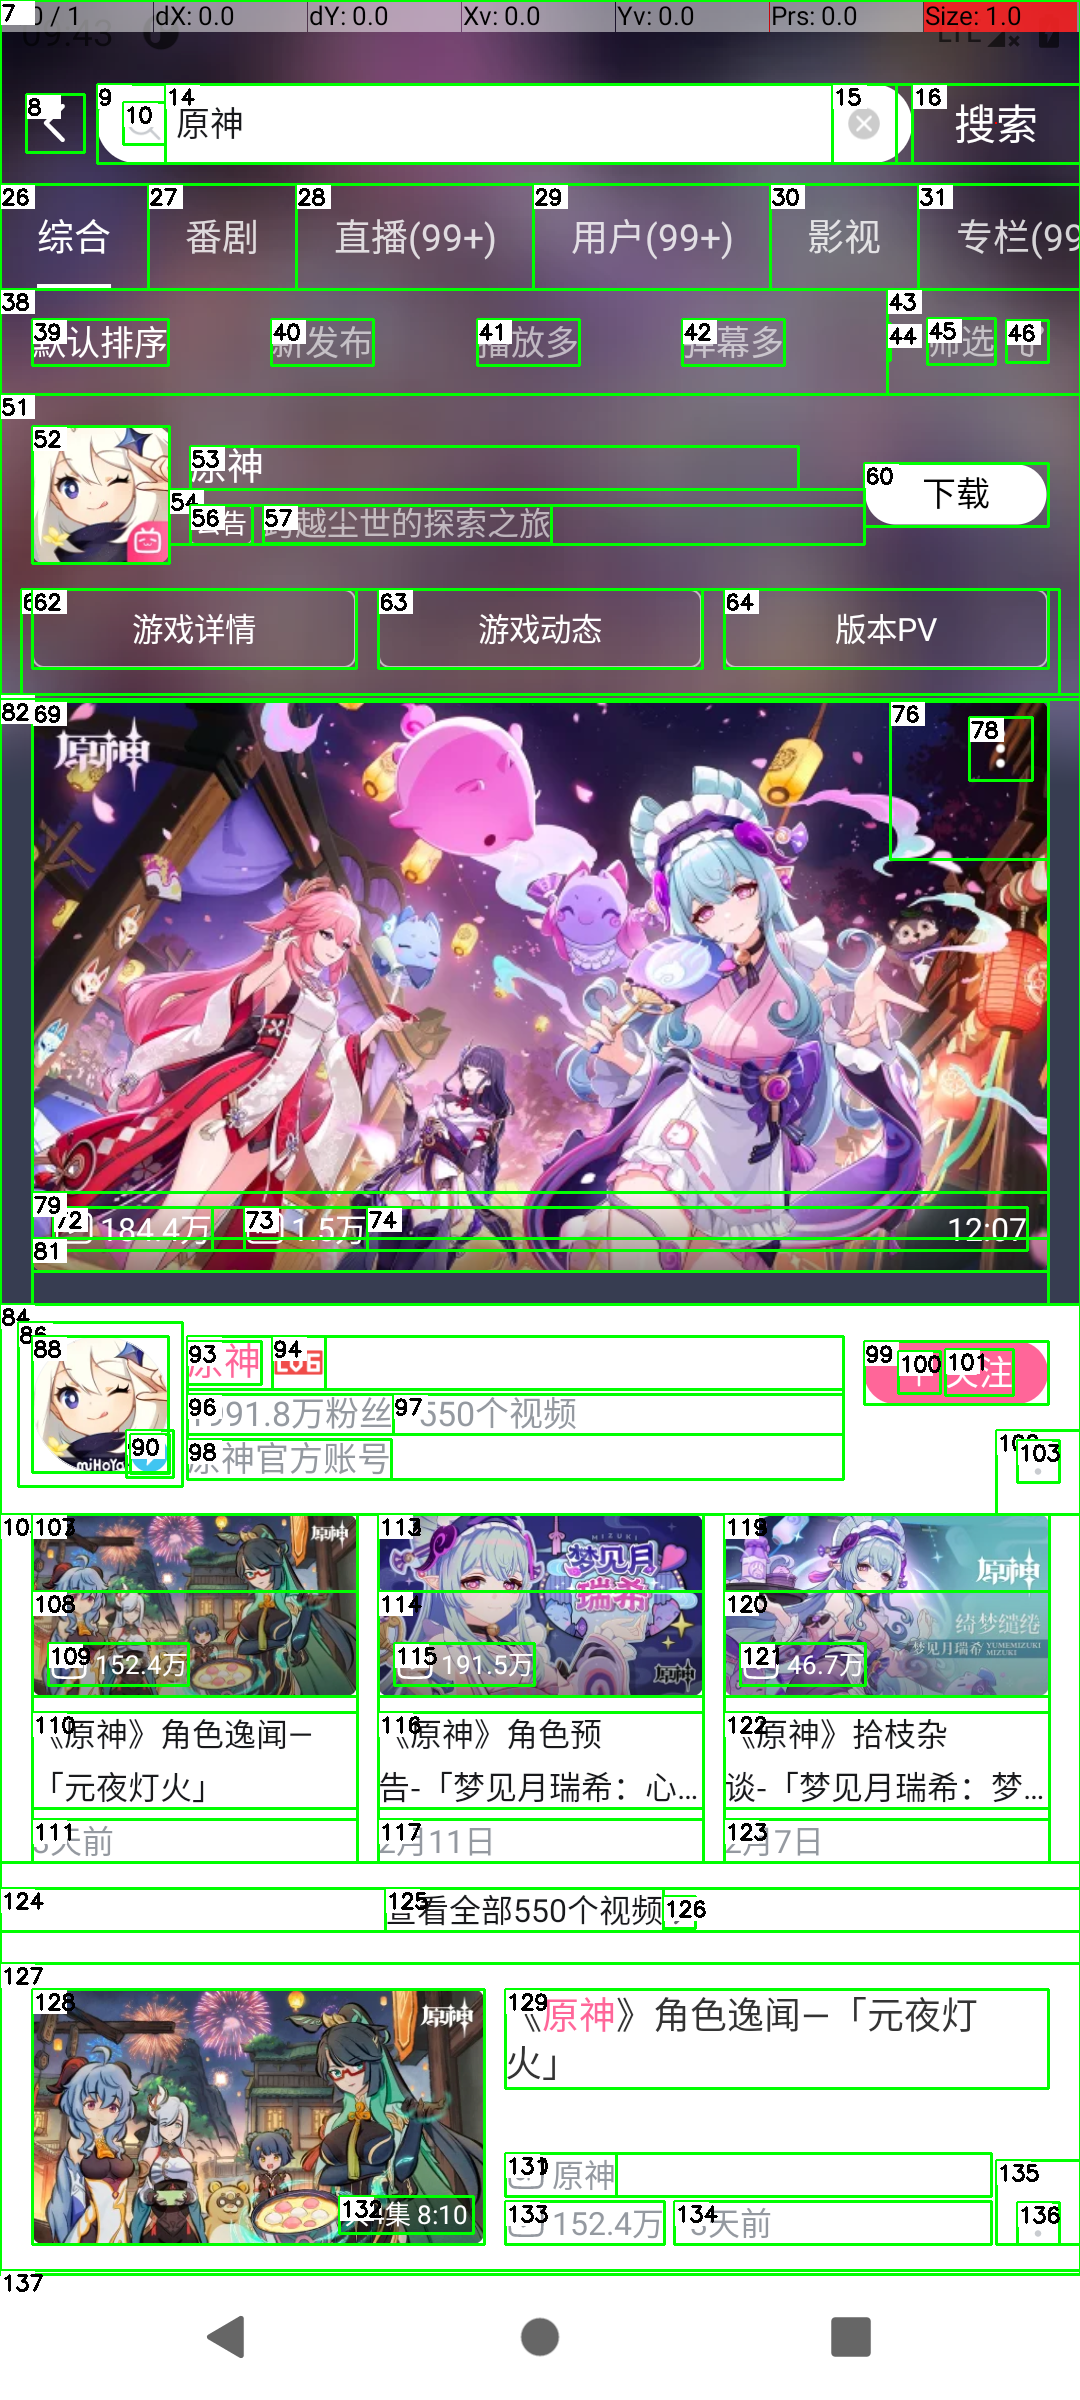 0 / 1 dX: 0.0 dY: 0.0 Xv: 0.0 Yv: 0.0 Prs: 0.0 Size: 1.0
09:43 LTE
原神 搜索
综合 番剧 直播(99+) 用户(99+) 影视 专栏(99
默认排序 新发布 播放多 弹幕多 筛选
原神
公告 跨越尘世的探索之旅
下载
游戏详情 游戏动态 版本PV
原神
184.4万 1.5万 12:07
原神 LV6
1991.8万粉丝 550个视频
原神官方账号
关注
miHoYo
原神
152.4万
《原神》角色逸闻—
「元夜灯火」
3天前
MIZUKI
梦见月
瑞希
原神
191.5万
《原神》角色预
告-「梦见月瑞希：心...
2月11日
原神
绮梦缱绻
梦见月瑞希 YUMEMIZUKI
MIZUKI
46.7万
《原神》拾枝杂
谈-「梦见月瑞希：梦...
2月7日
查看全部550个视频
原神
8:10
《原神》角色逸闻—「元夜灯
火」
原神
152.4万 3天前
7
8
9
10
14
15
16
26
27
28
29
30
31
38
39
40
41
42
43
44
45
46
51
52
53
54
56
57
60
62
63
64
69
72
73
74
76
78
79
81
82
84
86
88
90
93
94
96
97
98
99
100
101
103
107
108
109
110
111
113
114
115
116
117
119
120
121
122
123
124
125
126
127
128
129
131
132
133
134
135
136
137